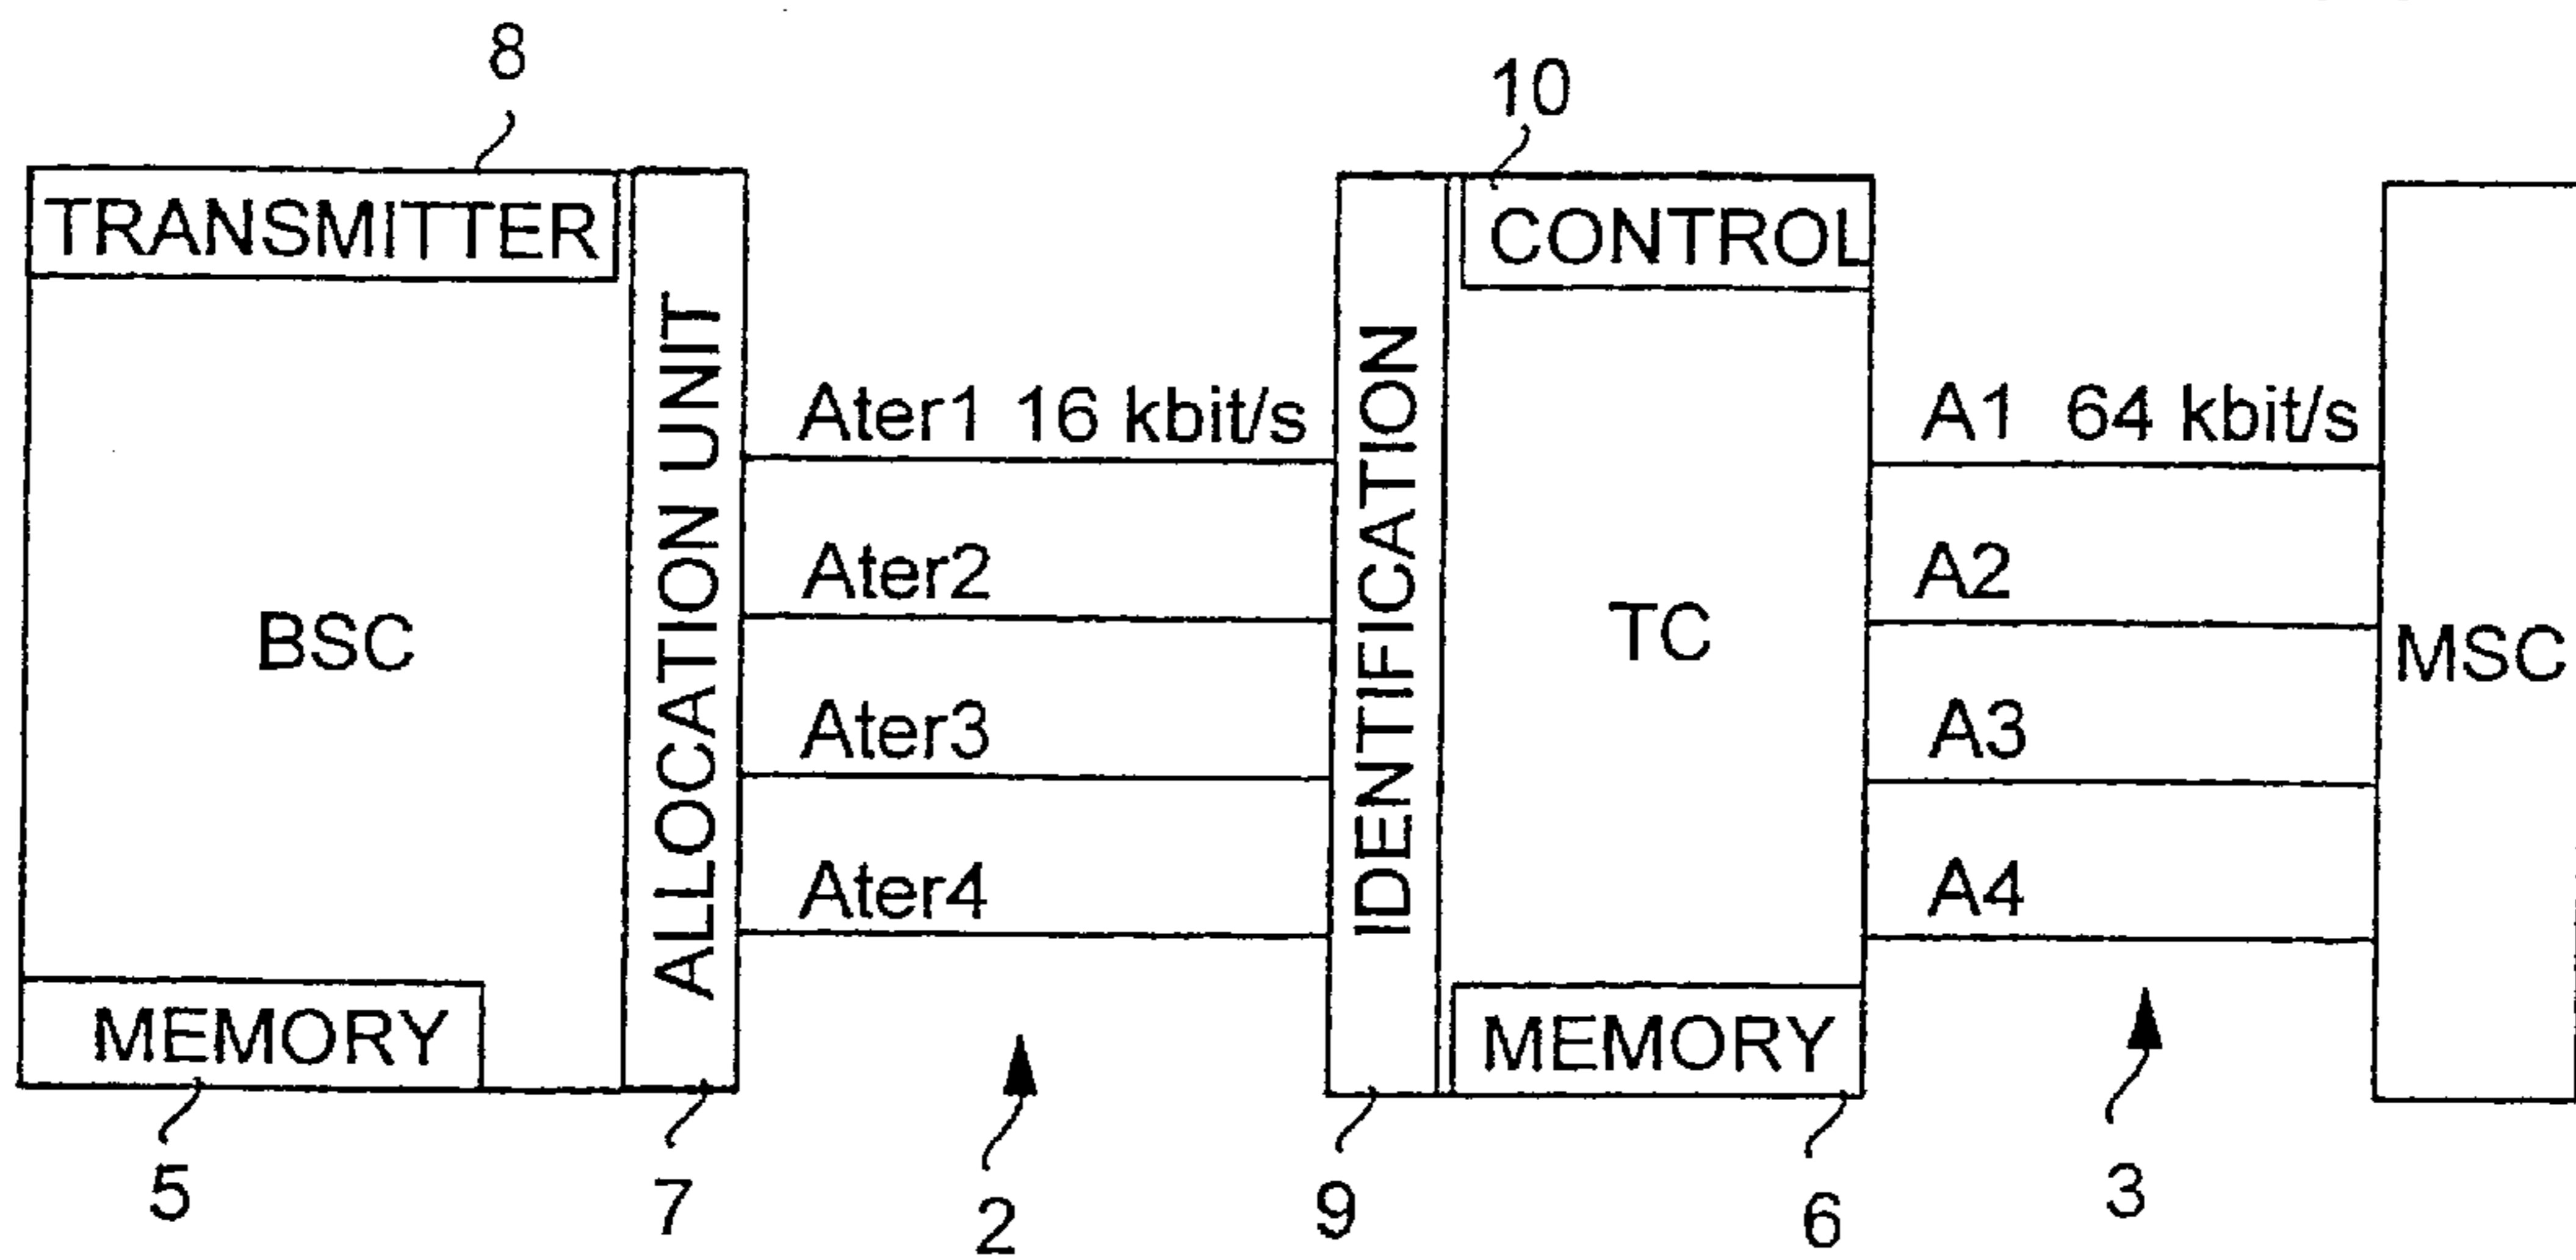 8
10
TRANSMITTER
CONTROL
ALLOCATION UNIT
IDENTIFICATION
Ater1 16 kbit/s
A1 64 kbit/s
Ater2
A2
BSC
TC
MSC
Ater3
A3
Ater4
A4
MEMORY
MEMORY
5
7
2
9
6
3